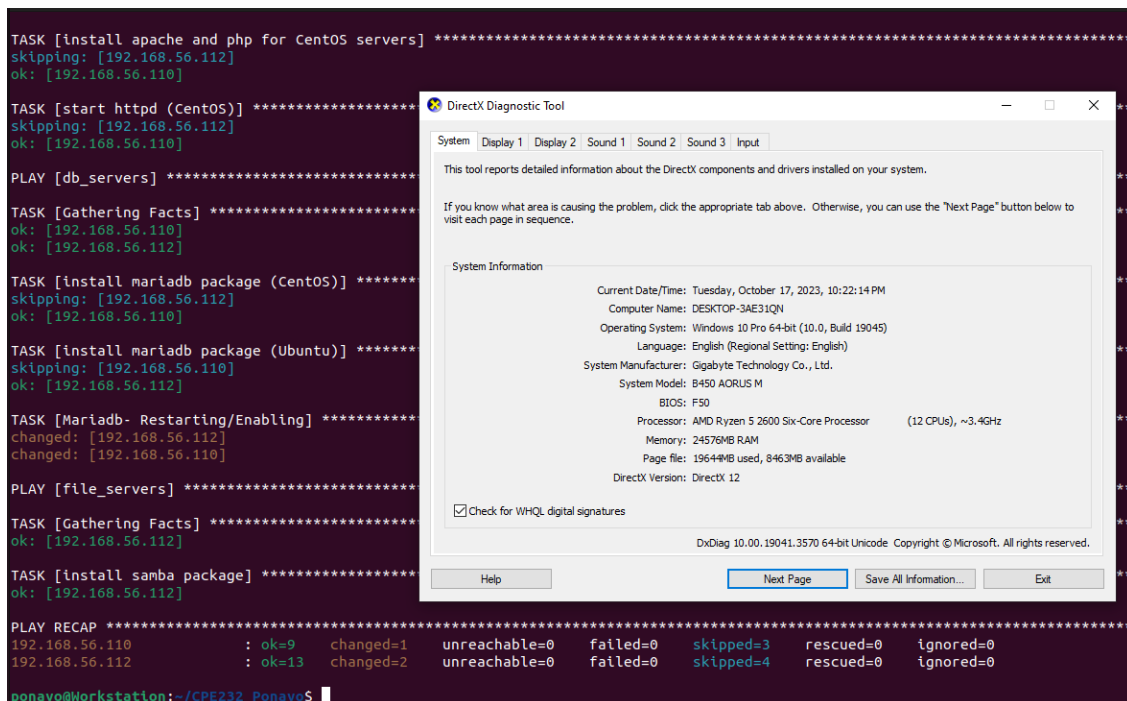 TASK [install apache and php for CentOS servers] ********************************************************************************
skipping: [192.168.56.112]
ok: [192.168.56.110]
TASK [start httpd (CentOS)] *******************
skipping: [192.168.56.112]
ok: [192.168.56.110]
PLAY [db_servers] *****************************
TASK [Gathering Facts] ************************
ok: [192.168.56.110]
ok: [192.168.56.112]
TASK [install mariadb package (CentOS)] *******
skipping: [192.168.56.112]
ok: [192.168.56.110]
TASK [install mariadb package (Ubuntu)] *******
skipping: [192.168.56.110]
ok: [192.168.56.112]
TASK [Mariadb- Restarting/Enabling] ***********
changed: [192.168.56.112]
changed: [192.168.56.110]
PLAY [file_servers] ***************************
TASK [Gathering Facts] ************************
ok: [192.168.56.112]
TASK [install samba package] ******************
ok: [192.168.56.112]
PLAY RECAP *********************************************************************************************************************
192.168.56.110 : ok=9 changed=1 unreachable=0 failed=0 skipped=3 rescued=0 ignored=0
192.168.56.112 : ok=13 changed=2 unreachable=0 failed=0 skipped=4 rescued=0 ignored=0
ponavo@Workstation:~/CPE232_Ponavo$
DirectX Diagnostic Tool
System Display 1 Display 2 Sound 1 Sound 2 Sound 3 Input
This tool reports detailed information about the DirectX components and drivers installed on your system.
If you know what area is causing the problem, click the appropriate tab above. Otherwise, you can use the "Next Page" button below to
visit each page in sequence.
System Information
Current Date/Time: Tuesday, October 17, 2023, 10:22:14 PM
Computer Name: DESKTOP-3AE31QN
Operating System: Windows 10 Pro 64-bit (10.0, Build 19045)
Language: English (Regional Setting: English)
System Manufacturer: Gigabyte Technology Co., Ltd.
System Model: B450 AORUS M
BIOS: F50
Processor: AMD Ryzen 5 2600 Six-Core Processor (12 CPUs), ~3.4GHz
Memory: 24576MB RAM
Page file: 19644MB used, 8463MB available
DirectX Version: DirectX 12
Check for WHQL digital signatures
DxDiag 10.00.19041.3570 64-bit Unicode Copyright © Microsoft. All rights reserved.
Help Next Page Save All Information... Exit